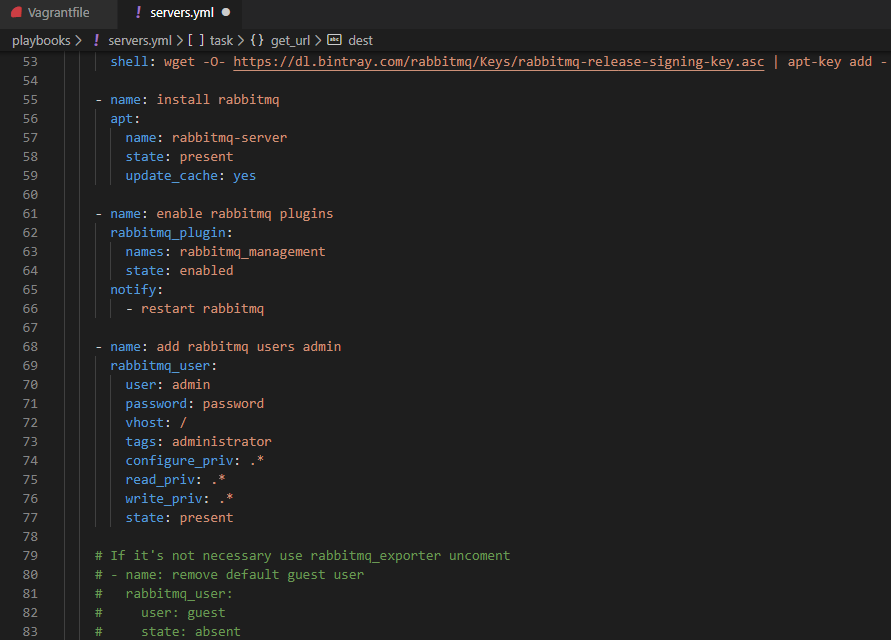 Vagrantfile ! servers.yml ●
playbooks > ! servers.yml > [ ] task > {} get_url > abc dest
53 shell: wget -O- https://dl.bintray.com/rabbitmq/Keys/rabbitmq-release-signing-key.asc | apt-key add -
54
55 - name: install rabbitmq
56 apt:
57 name: rabbitmq-server
58 state: present
59 update_cache: yes
60
61 - name: enable rabbitmq plugins
62 rabbitmq_plugin:
63 names: rabbitmq_management
64 state: enabled
65 notify:
66 - restart rabbitmq
67
68 - name: add rabbitmq users admin
69 rabbitmq_user:
70 user: admin
71 password: password
72 vhost: /
73 tags: administrator
74 configure_priv: .*
75 read_priv: .*
76 write_priv: .*
77 state: present
78
79 # If it's not necessary use rabbitmq_exporter uncoment
80 # - name: remove default guest user
81 # rabbitmq_user:
82 # user: guest
83 # state: absent